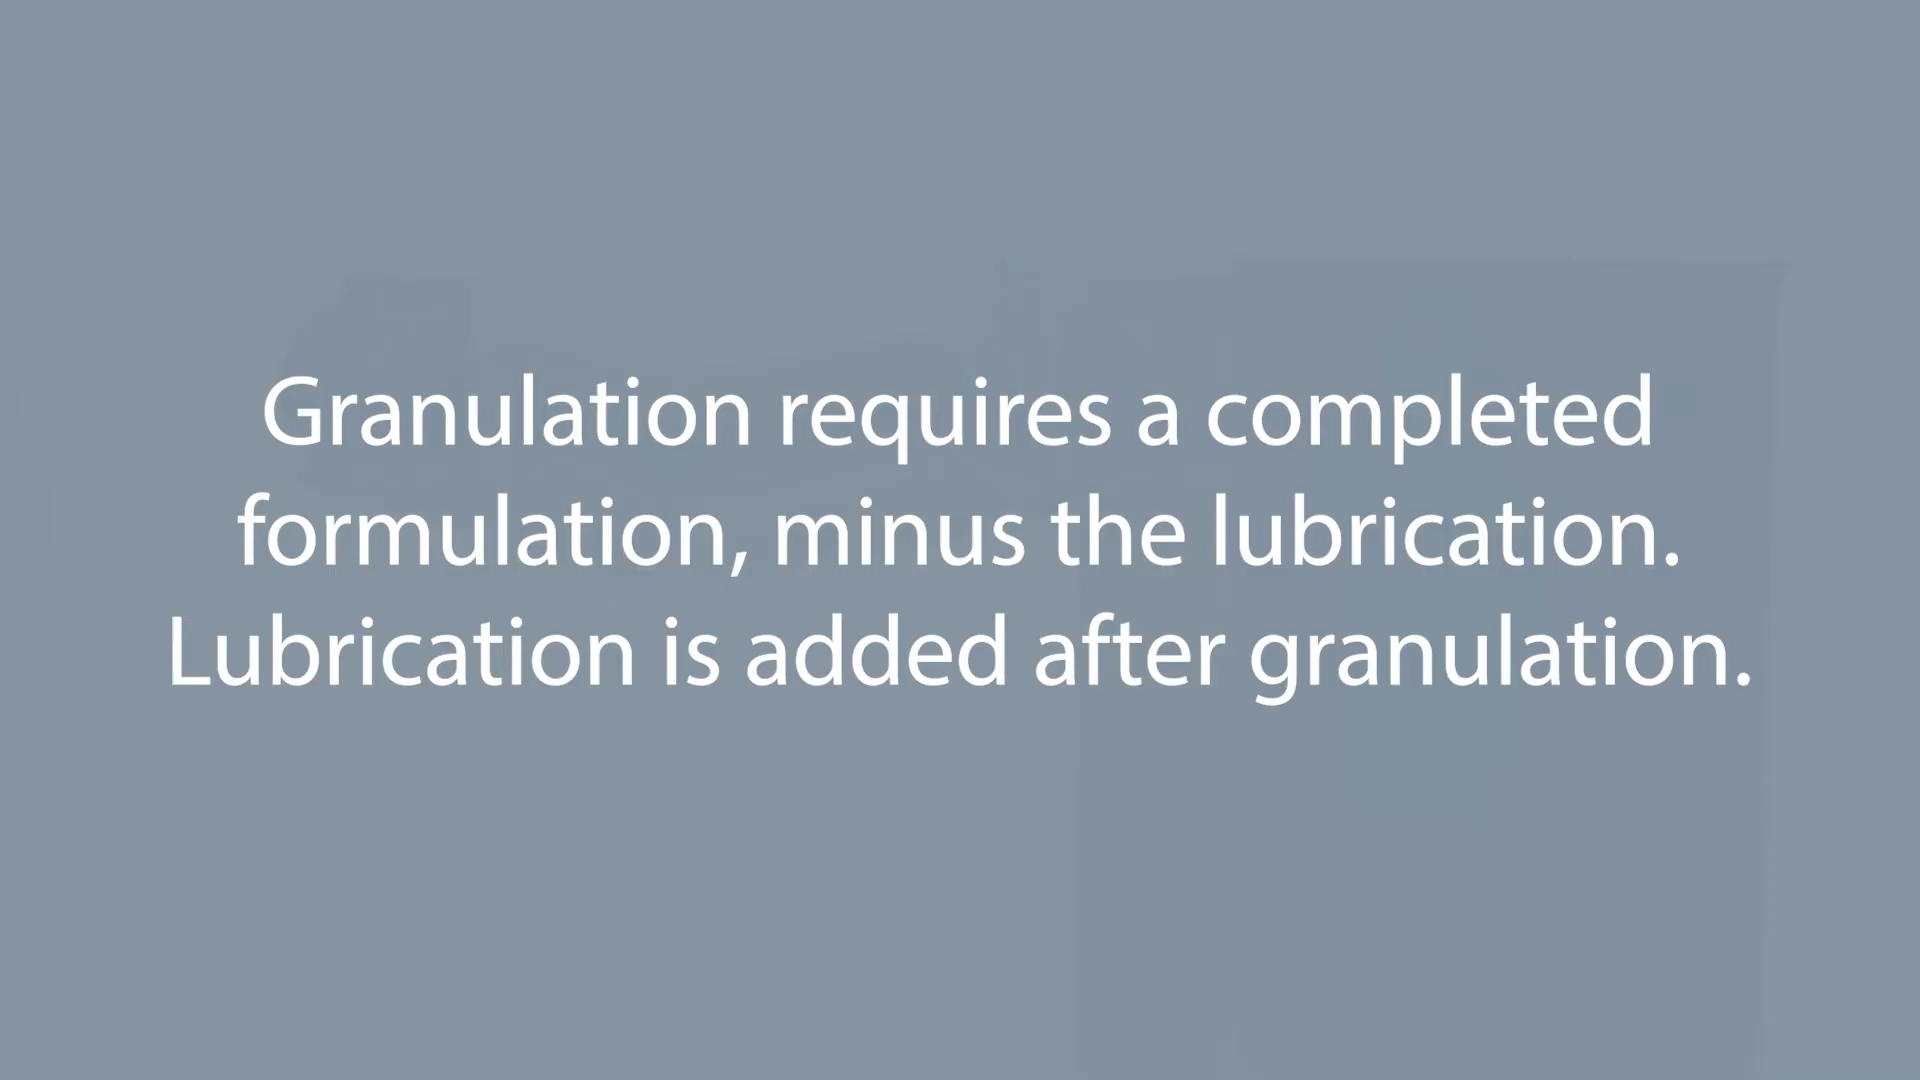 Granulation requires a completed
formulation, minus the lubrication.
Lubrication is added after granulation.